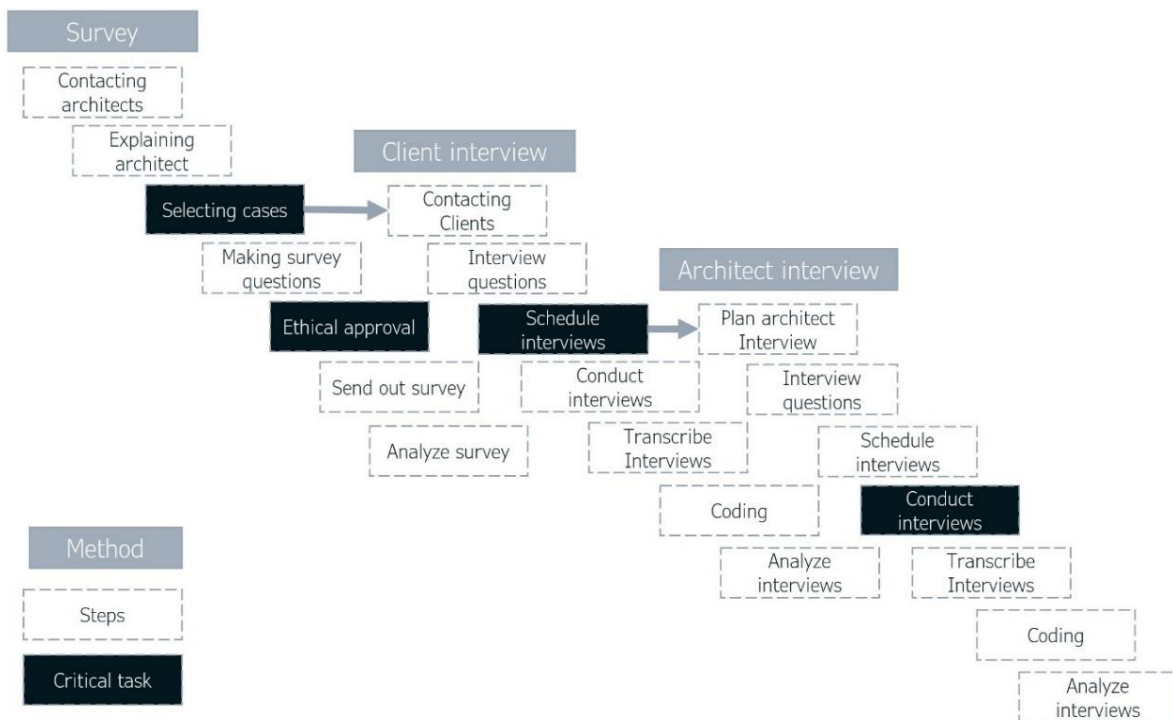 Survey
Contacting
architects
Explaining
architect
Selecting cases
Making survey
questions
Ethical approval
Send out survey
Analyze survey
Client interview
Contacting
Clients
Interview
questions
Schedule
interviews
Conduct
interviews
Transcribe
Interviews
Coding
Analyze
interviews
Architect interview
Plan architect
Interview
Interview
questions
Schedule
interviews
Conduct
interviews
Transcribe
Interviews
Coding
Analyze
interviews
Method
Steps
Critical task